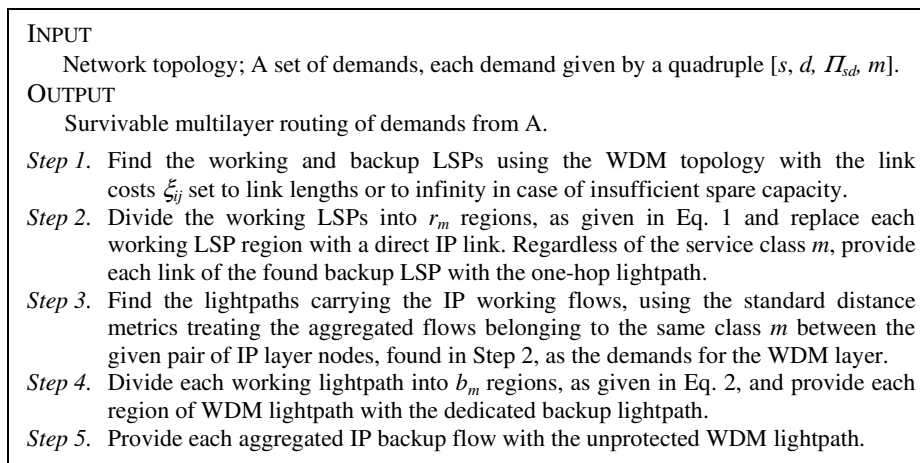 INPUT
Network topology; A set of demands, each demand given by a quadruple [s, d, Π_sd, m].
OUTPUT
Survivable multilayer routing of demands from A.
Step 1. Find the working and backup LSPs using the WDM topology with the link
costs ξ_ij set to link lengths or to infinity in case of insufficient spare capacity.
Step 2. Divide the working LSPs into r_m regions, as given in Eq. 1 and replace each
working LSP region with a direct IP link. Regardless of the service class m, provide
each link of the found backup LSP with the one-hop lightpath.
Step 3. Find the lightpaths carrying the IP working flows, using the standard distance
metrics treating the aggregated flows belonging to the same class m between the
given pair of IP layer nodes, found in Step 2, as the demands for the WDM layer.
Step 4. Divide each working lightpath into b_m regions, as given in Eq. 2, and provide each
region of WDM lightpath with the dedicated backup lightpath.
Step 5. Provide each aggregated IP backup flow with the unprotected WDM lightpath.